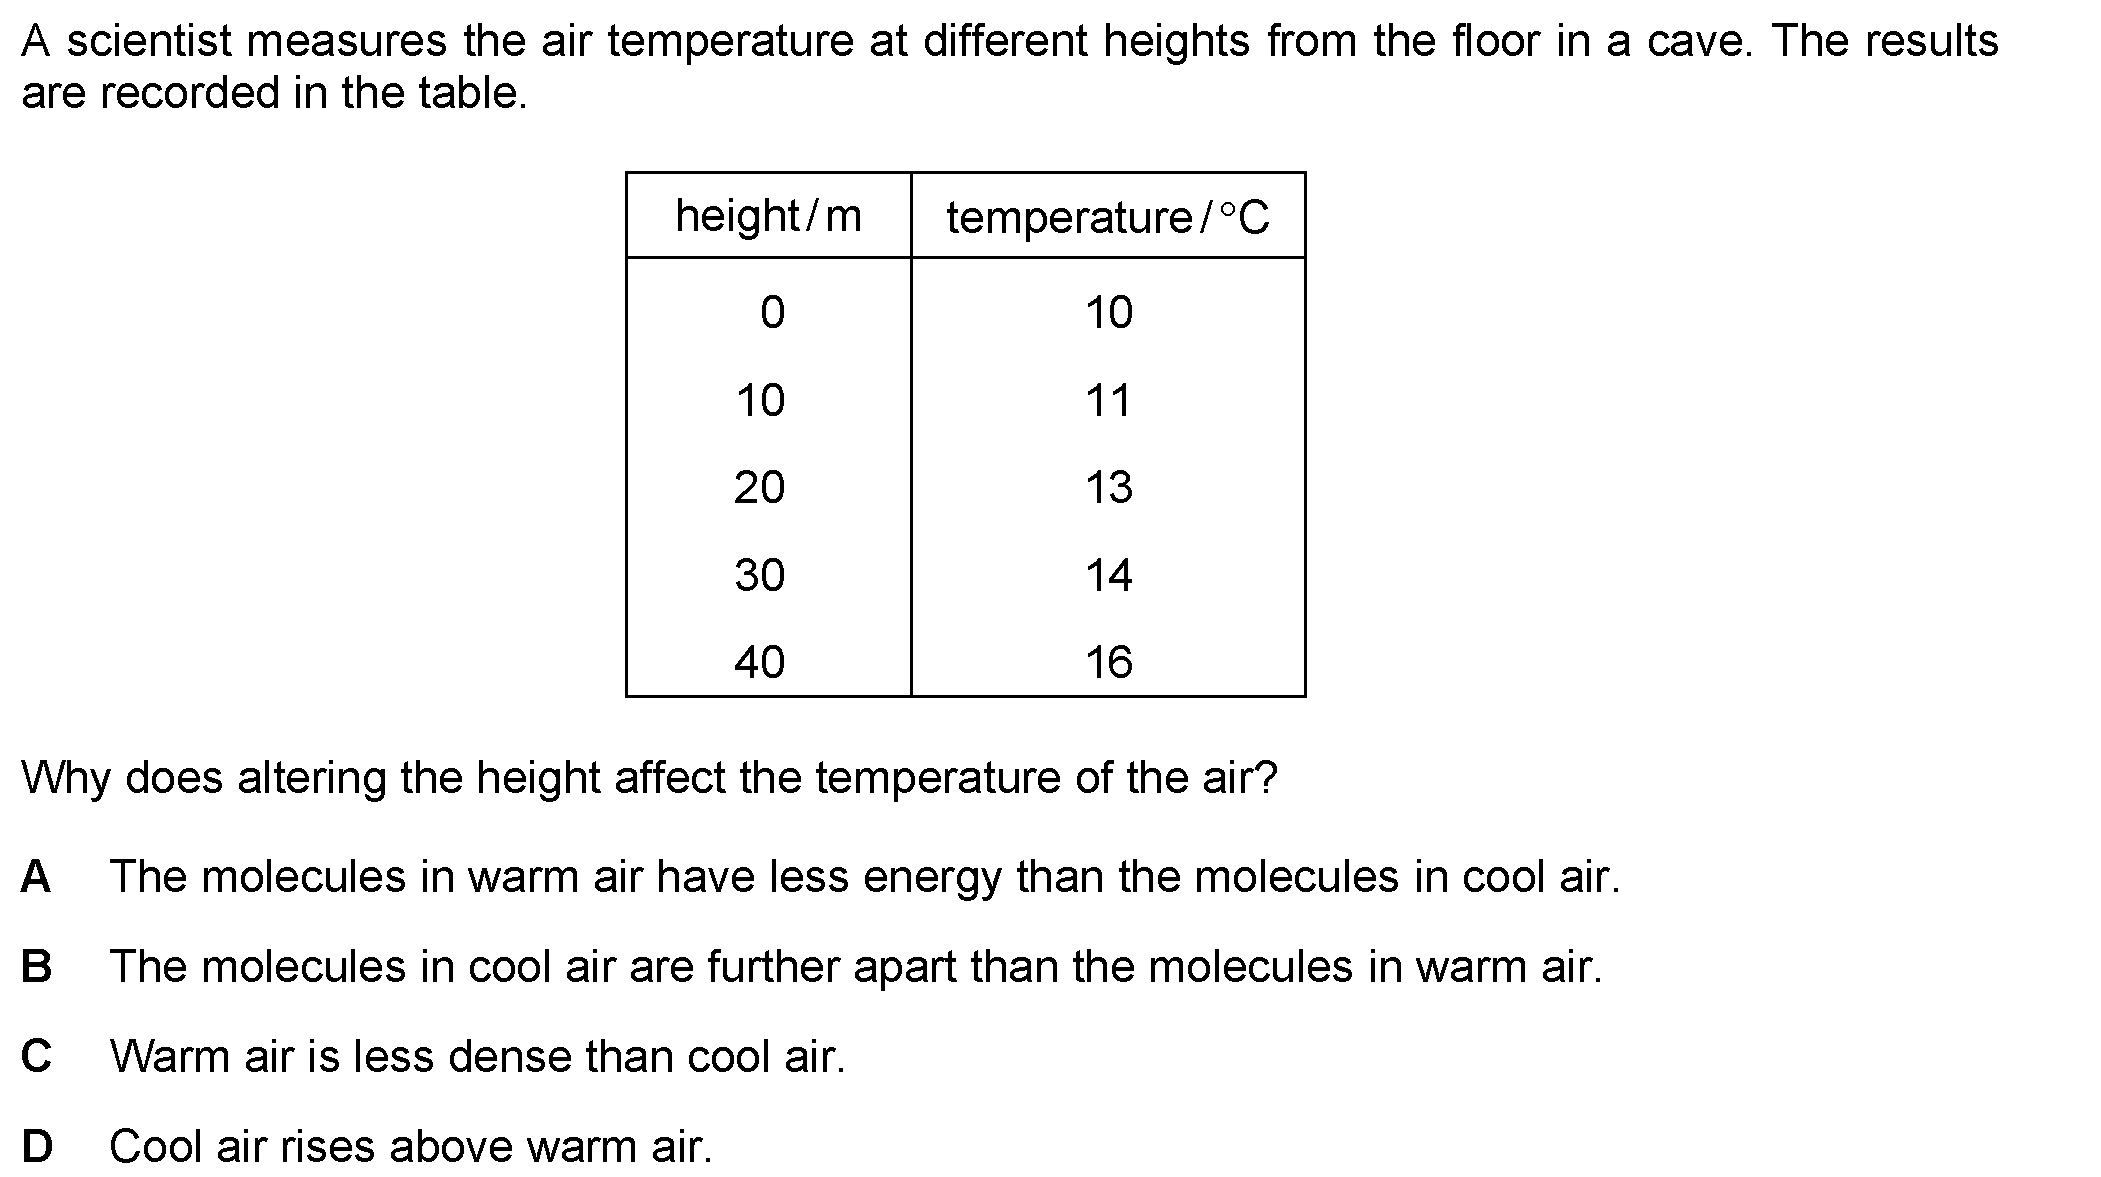 A scientist measures the air temperature at different heights from the floor in a cave. The results
are recorded in the table.
height/m temperature/°C
0 10
10 11
20 13
30 14
40 16
Why does altering the height affect the temperature of the air?
A The molecules in warm air have less energy than the molecules in cool air.
B The molecules in cool air are further apart than the molecules in warm air.
C Warm air is less dense than cool air.
D Cool air rises above warm air.